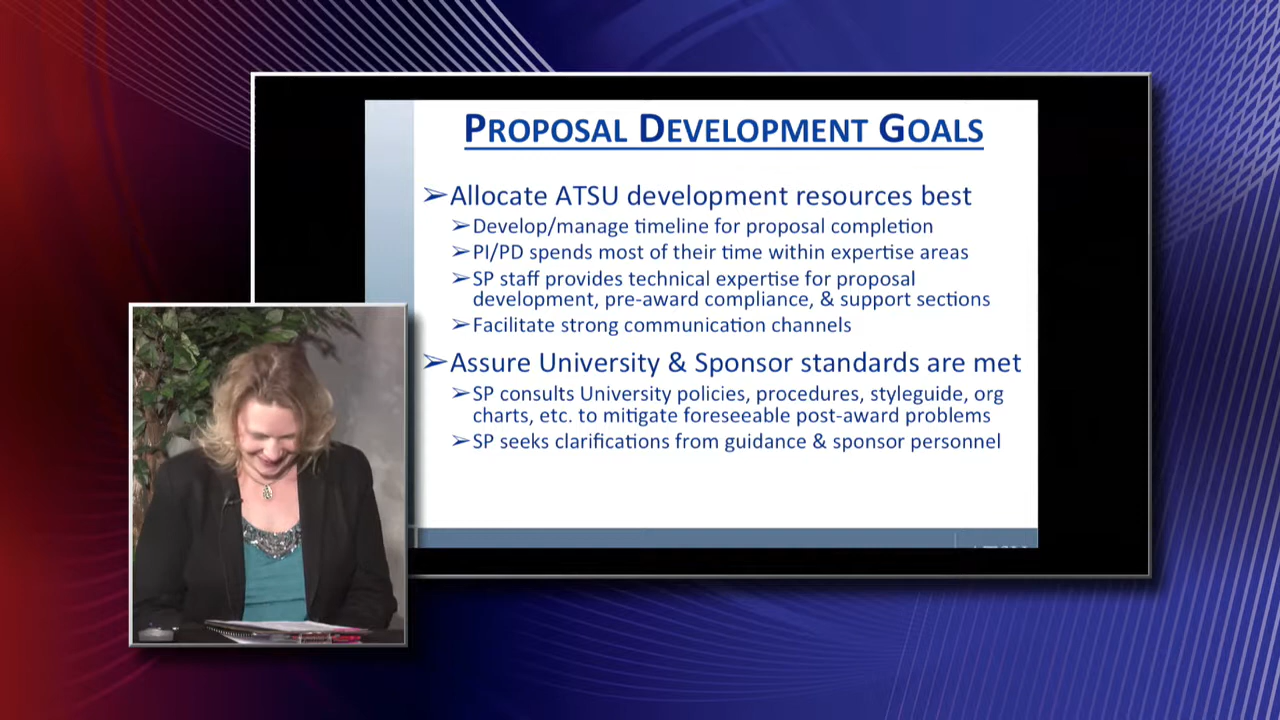 PROPOSAL DEVELOPMENT GOALS
➢Allocate ATSU development resources best
➢Develop/manage timeline for proposal completion
➢PI/PD spends most of their time within expertise areas
➢SP staff provides technical expertise for proposal
development, pre-award compliance, & support sections
➢Facilitate strong communication channels
➢Assure University & Sponsor standards are met
➢SP consults University policies, procedures, styleguide, org
charts, etc. to mitigate foreseeable post-award problems
➢SP seeks clarifications from guidance & sponsor personnel